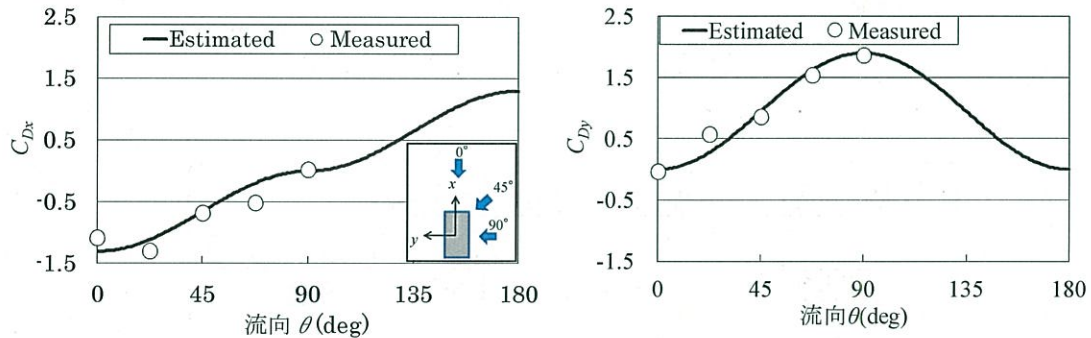 2.5
1.5
0.5
-0.5
-1.5
C_Dx
Estimated
Measured
0°
x
45°
y
90°
0 45 90 135 180
流向 θ(deg)
2.5
1.5
0.5
-0.5
-1.5
C_Dy
Estimated
Measured
0 45 90 135 180
流向θ(deg)